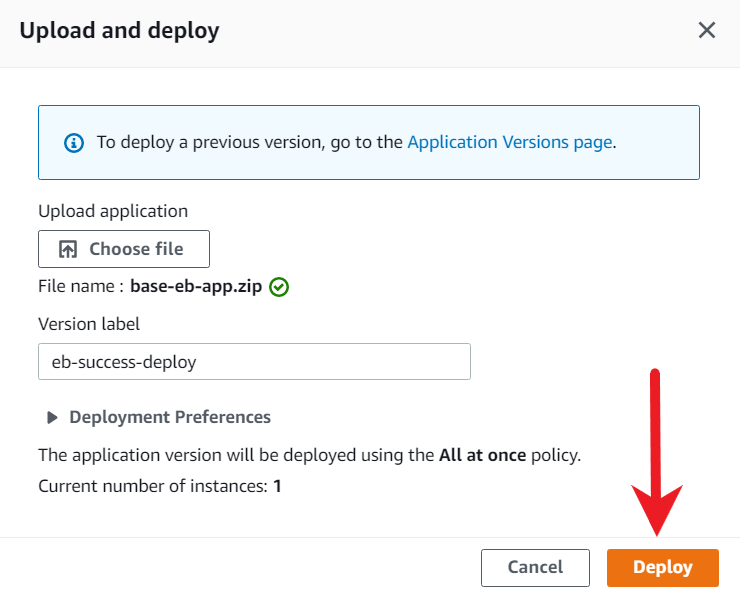 Upload and deploy
To deploy a previous version, go to the Application Versions page.
Upload application
Choose file
File name : base-eb-app.zip
Version label
eb-success-deploy
Deployment Preferences
The application version will be deployed using the All at once policy.
Current number of instances: 1
Cancel
Deploy